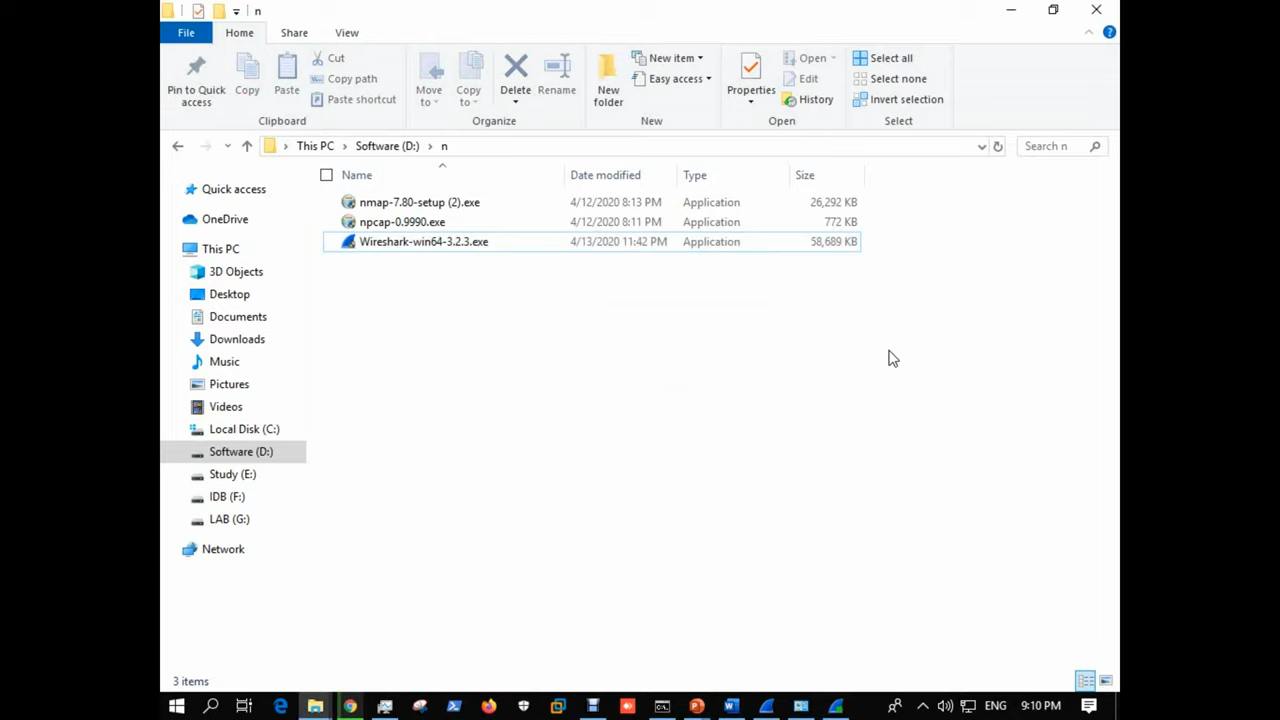 n
File Home Share View
Pin to Quick access
Copy
Paste
Cut
Copy path
Paste shortcut
Clipboard
Move to
Copy to
Delete
Rename
Organize
New folder
New item
Easy access
New
Properties
Open
Edit
History
Open
Select all
Select none
Invert selection
Select
This PC > Software (D:) > n
Search n
Name Date modified Type Size
nmap-7.80-setup (2).exe 4/12/2020 8:13 PM Application 26,292 KB
npcap-0.9990.exe 4/12/2020 8:11 PM Application 772 KB
Wireshark-win64-3.2.3.exe 4/13/2020 11:42 PM Application 58,689 KB
Quick access
OneDrive
This PC
3D Objects
Desktop
Documents
Downloads
Music
Pictures
Videos
Local Disk (C:)
Software (D:)
Study (E:)
IDB (F:)
LAB (G:)
Network
3 items
ENG 9:10 PM